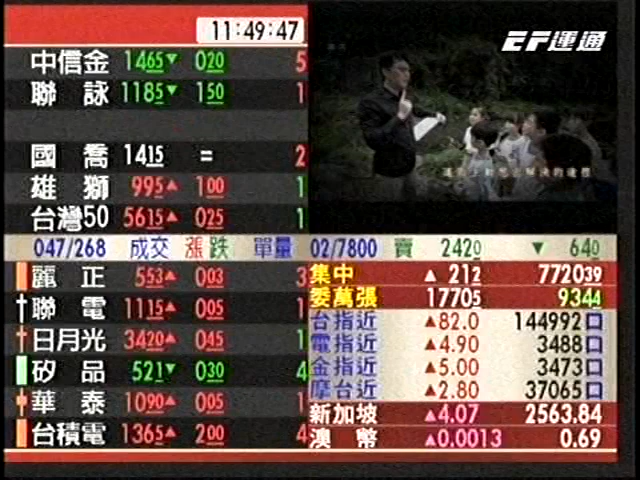 11:49:47
EF運通
中信金 1465▼ 020 5
聯詠 1185▼ 150 1
國喬 1415 = 2
雄獅 995▲ 100 1
台灣50 5615▲ 025 1
047/268 成交 漲跌 單量 02/7800 賣 2420 ▼ 640
麗正 553▲ 003 3
聯電 1115▲ 005 1
日月光 3420▲ 045 1
矽品 521▼ 030 4
華泰 1090▲ 005 1
台積電 1365▲ 200 4
集中 ▲ 212 772039
委萬張 17705 9344
台指近 ▲82.0 144992口
電指近 ▲4.90 3488口
金指近 ▲5.00 3473口
摩台近 ▲2.80 37065口
新加坡 ▲4.07 2563.84
澳幣 ▲0.0013 0.69